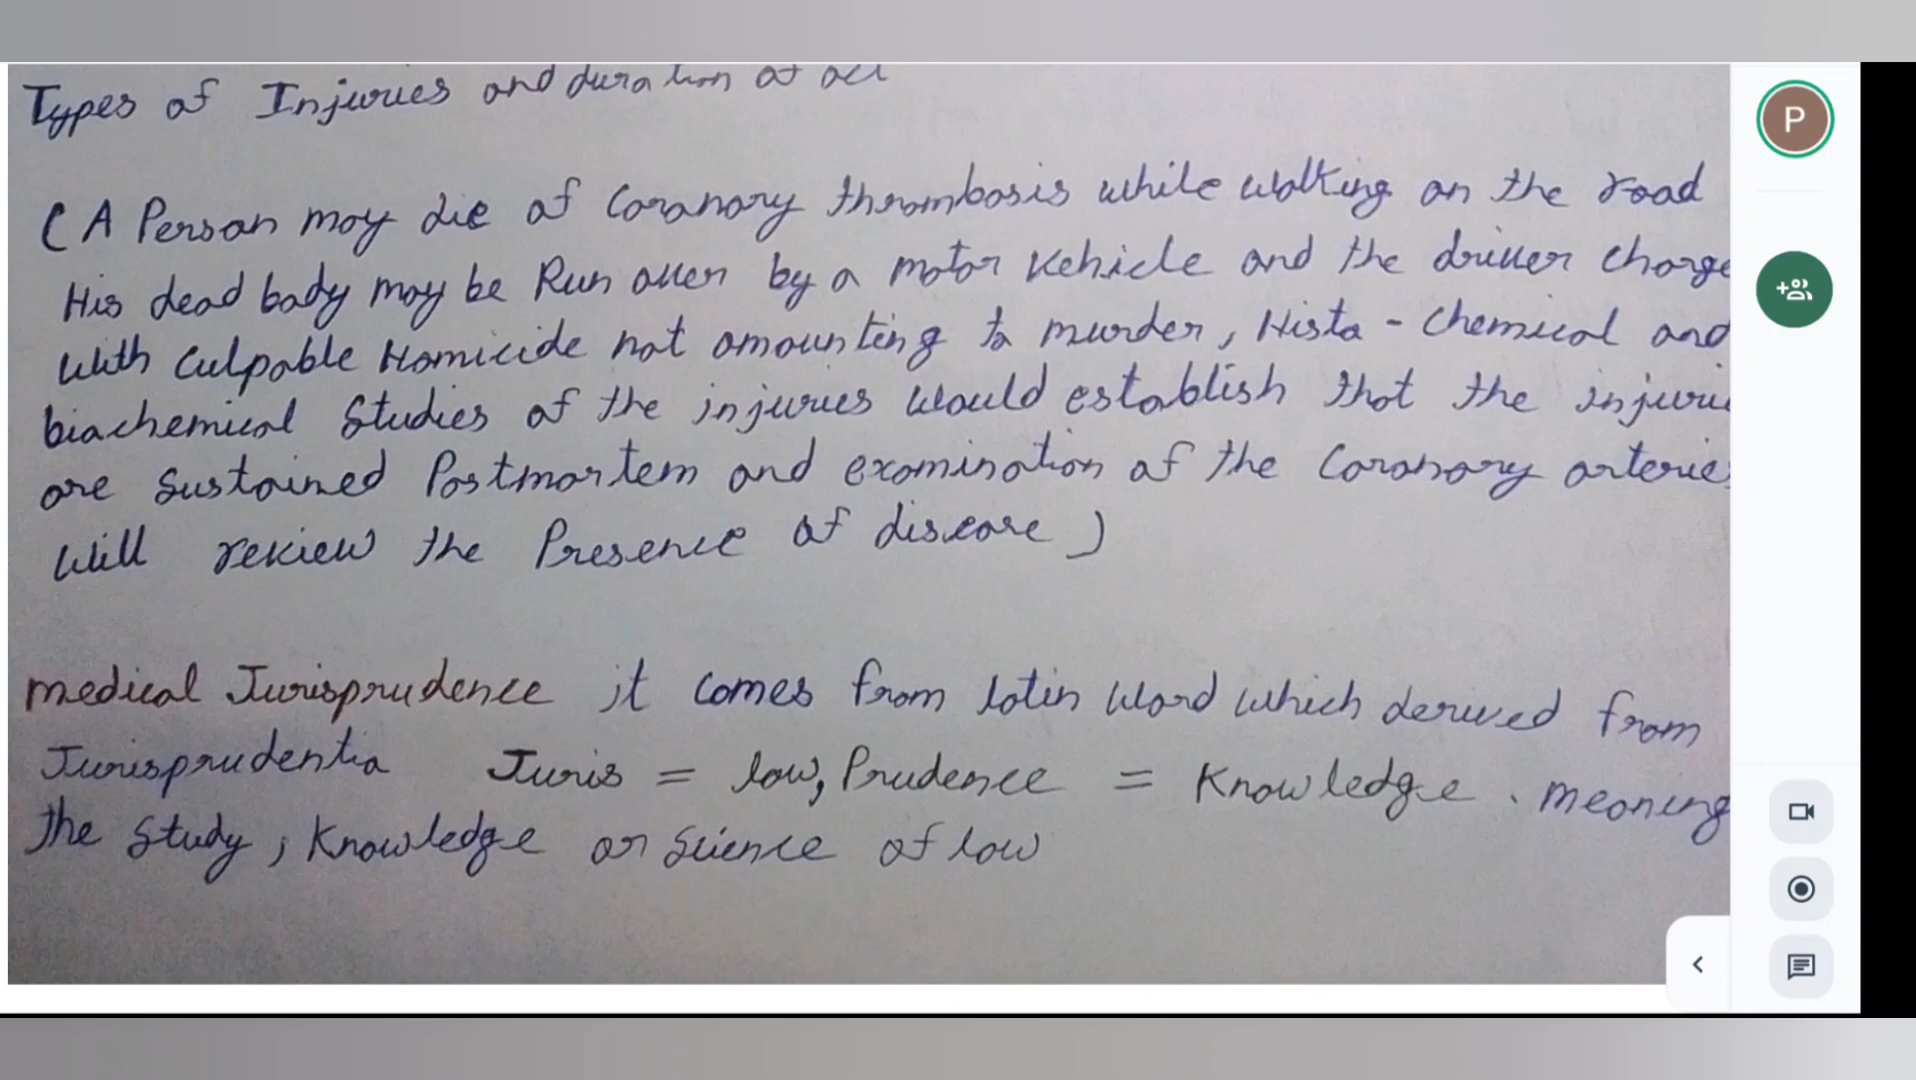 Types of Injuries and duration of all
P
( A Person may die of Coronary thrombosis while walking on the road
His dead body may be Run over by a motor vehicle and the driver charge
with Culpable Homicide not amounting to murder, Histo - Chemical and
biochemical Studies of the injuries would establish that the injurie
are Sustained Postmortem and examination of the Coronary arteries
will review the Presence of disease )
Medical Jurisprudence it comes from latin word which derived from
Jurisprudentia Juris = law, Prudence = Knowledge . meaning
the Study, Knowledge or Science of law